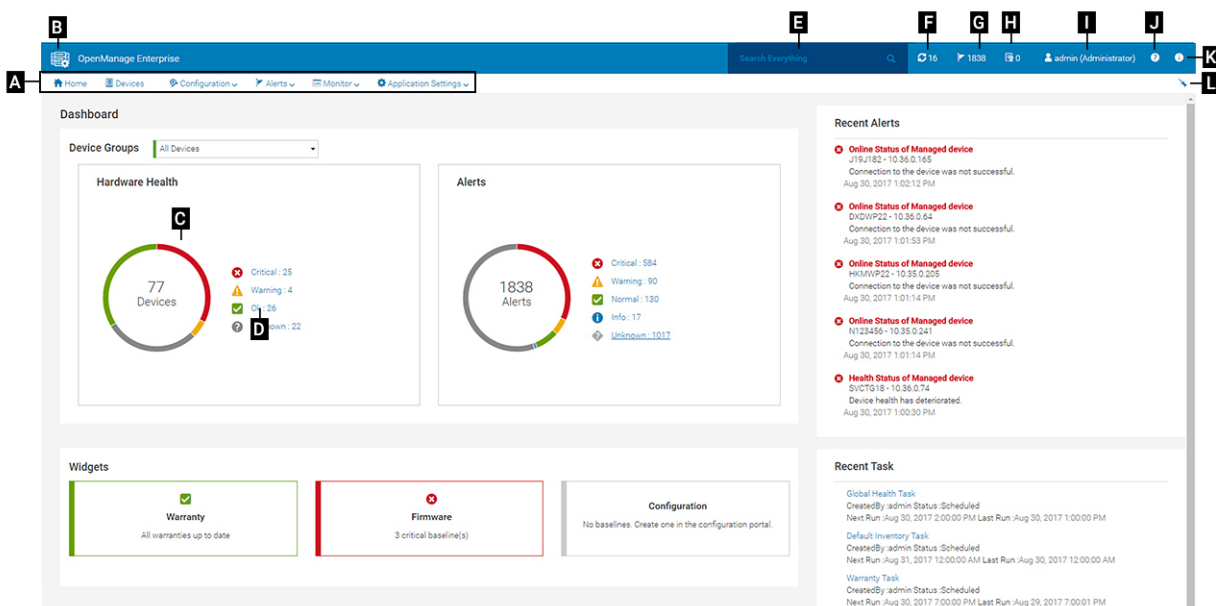 B
E
F
G
H
I
J
K
OpenManage Enterprise
Search Everything
16
1838
0
admin (Administrator)
A
Home
Devices
Configuration
Alerts
Monitor
Application Settings
L
Dashboard
Device Groups
All Devices
Hardware Health
C
77
Devices
Critical : 25
Warning : 4
Ok : 26
D
: 22
Alerts
1838
Alerts
Critical : 584
Warning : 90
Normal : 130
Info : 17
Unknown : 1017
Recent Alerts
Online Status of Managed device
J19J182 - 10.36.0.165
Connection to the device was not successful.
Aug 30, 2017 1:02:12 PM
Online Status of Managed device
DXDWP22 - 10.36.0.64
Connection to the device was not successful.
Aug 30, 2017 1:01:53 PM
Online Status of Managed device
HKMWP22 - 10.35.0.205
Connection to the device was not successful.
Aug 30, 2017 1:01:14 PM
Online Status of Managed device
N123456 - 10.35.0.241
Connection to the device was not successful.
Aug 30, 2017 1:01:14 PM
Health Status of Managed device
SVCTG18 - 10.36.0.74
Device health has deteriorated.
Aug 30, 2017 1:00:30 PM
Widgets
Warranty
All warranties up to date
Firmware
3 critical baseline(s)
Configuration
No baselines. Create one in the configuration portal.
Recent Task
Global Health Task
CreatedBy :admin Status :Scheduled
Next Run :Aug 30, 2017 2:00:00 PM Last Run :Aug 30, 2017 1:00:00 PM
Default Inventory Task
CreatedBy :admin Status :Scheduled
Next Run :Aug 31, 2017 12:00:00 AM Last Run :Aug 30, 2017 12:00:00 AM
Warranty Task
CreatedBy :admin Status :Scheduled
Next Run :Aug 30, 2017 7:00:00 PM Last Run :Aug 29, 2017 7:00:01 PM